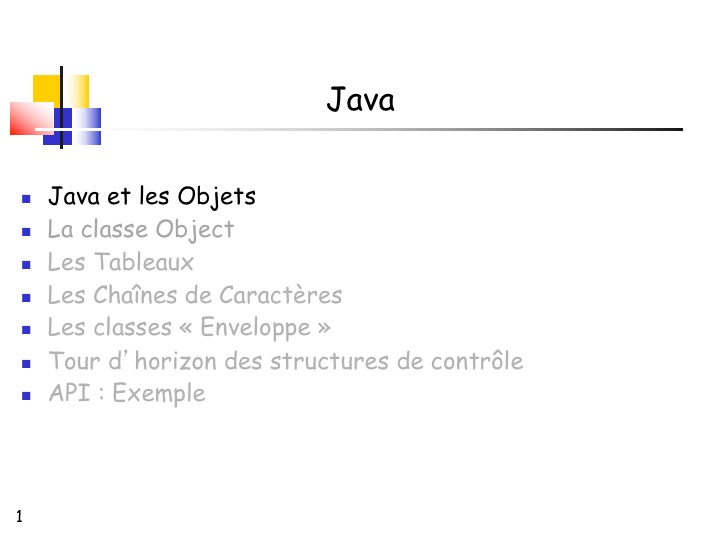 Java
Java et les Objets
La classe Object
Les Tableaux
Les Chaînes de Caractères
Les classes « Enveloppe »
Tour d’horizon des structures de contrôle
API : Exemple
1